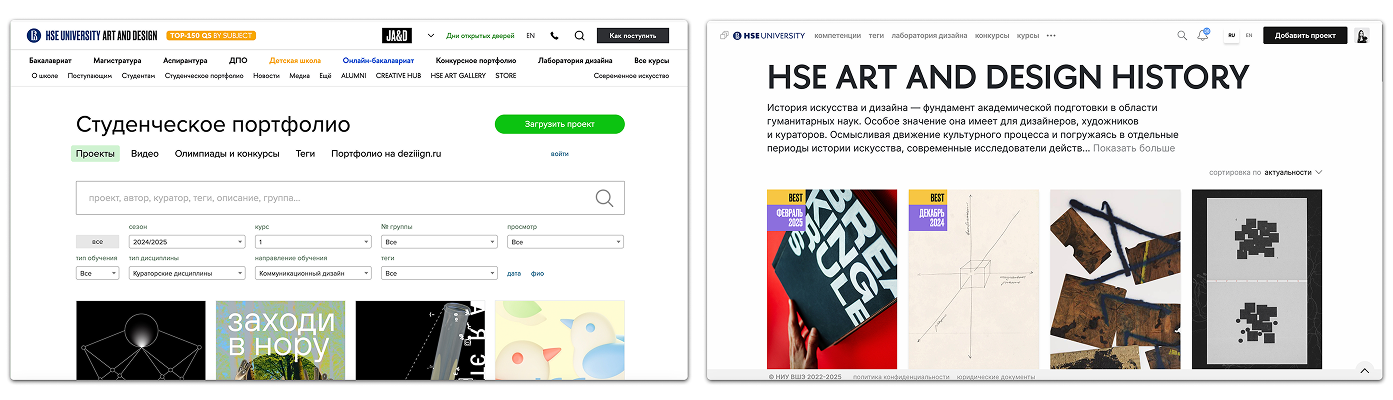 HSE UNIVERSITY ART AND DESIGN
TOP-150 QS BY SUBJECT
JA&D
Дни открытых дверей
EN
Как поступить
Бакалавриат Магистратура Аспирантура ДПО Детская школа Онлайн-бакалавриат Конкурсное портфолио Лаборатория дизайна Все курсы
О школе Поступающим Студентам Студенческое портфолио Новости Медиа Ещё ALUMNI CREATIVE HUB HSE ART GALLERY STORE Современное искусство
Студенческое портфолио
Загрузить проект
Проекты Видео Олимпиады и конкурсы Теги Портфолио на deziiign.ru
войти
проект, автор, куратор, теги, описание, группа...
сезон курс № группы просмотр
все 2024/2025 1 Все Все
тип обучения тип дисциплины направление обучения теги
Все Кураторские дисциплины Коммуникационный дизайн Все дата фио
заходи
в нору
HSE UNIVERSITY компетенции теги лаборатория дизайна конкурсы курсы •••
RU EN
Добавить проект
HSE ART AND DESIGN HISTORY
История искусства и дизайна — фундамент академической подготовки в области
гуманитарных наук. Особое значение она имеет для дизайнеров, художников
и кураторов. Осмысливая движение культурного процесса и погружаясь в отдельные
периоды истории искусства, современные исследователи действ... Показать больше
сортировка по актуальности
BEST
ФЕВРАЛЬ
2025
BEST
ДЕКАБРЬ
2024
© НИУ ВШЭ 2022-2025 политика конфиденциальности юридические документы